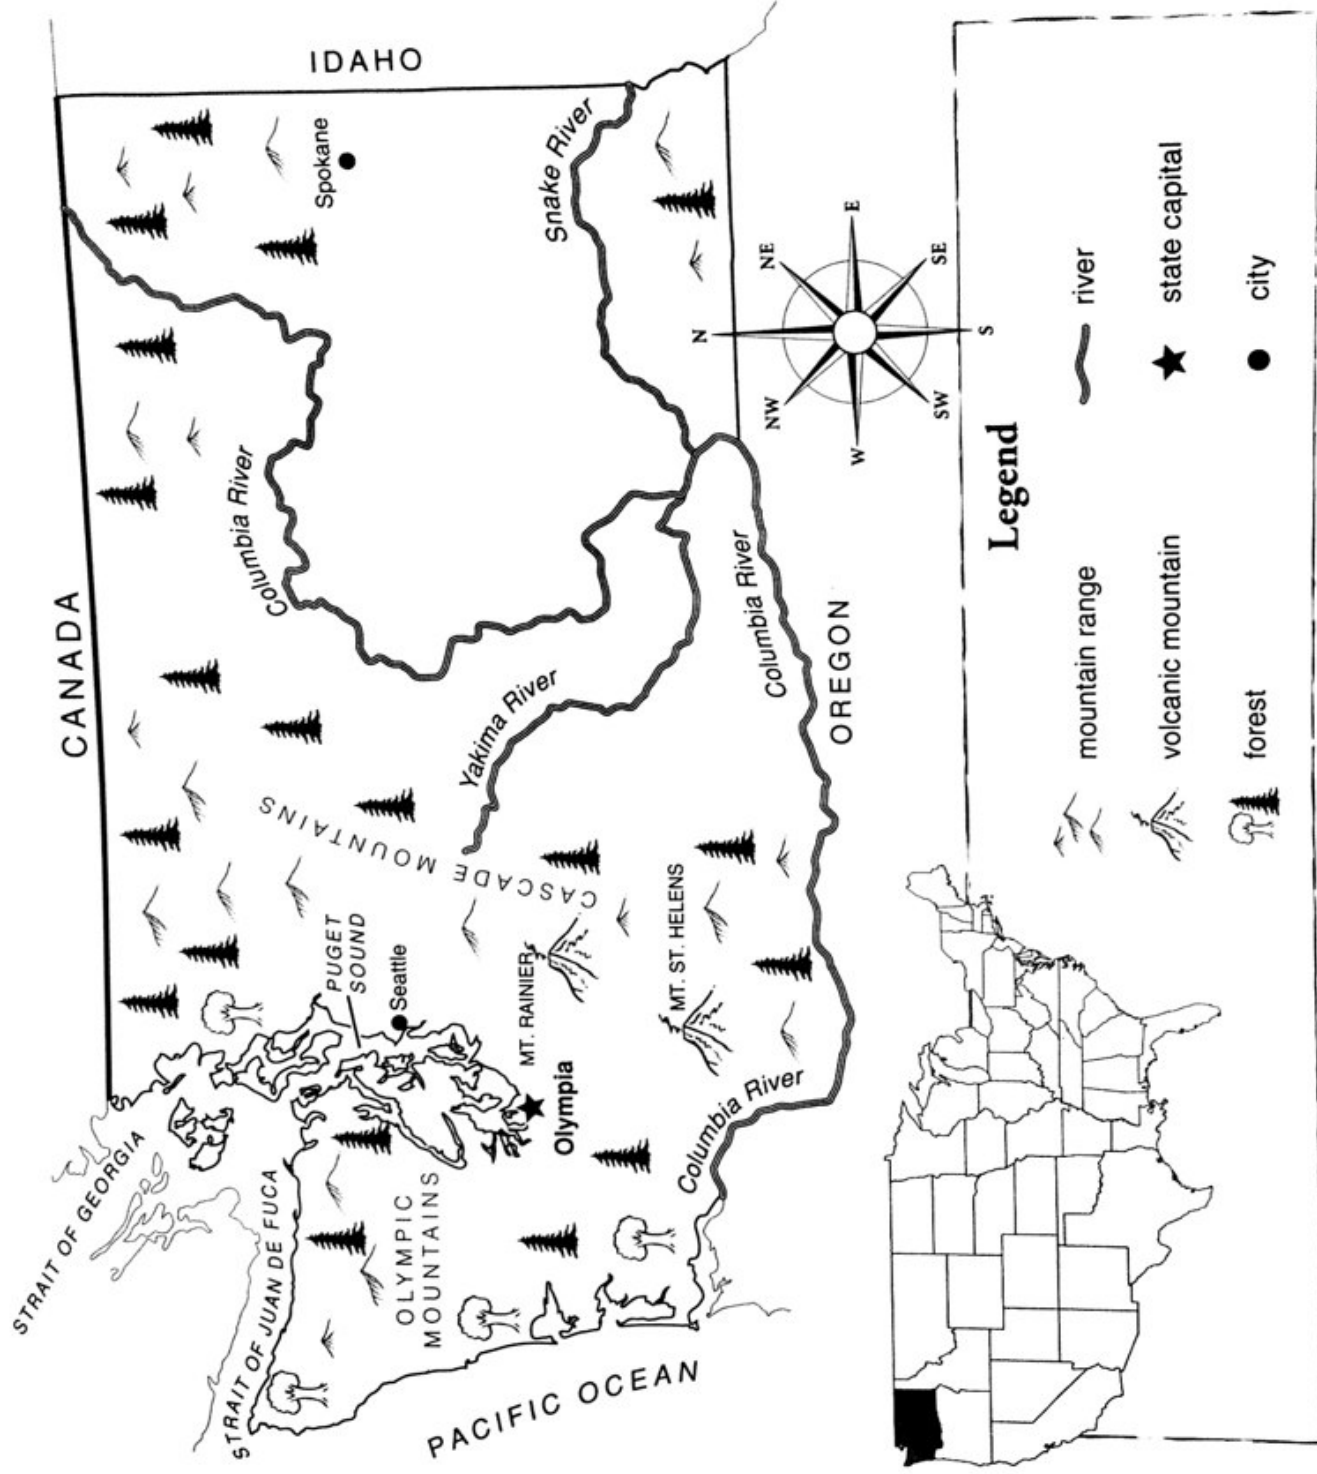 CANADA
IDAHO
STRAIT OF GEORGIA
STRAIT OF JUAN DE FUCA
PUGET
SOUND
Seattle
CASCADE MOUNTAINS
Columbia River
Spokane
OLYMPIC
MOUNTAINS
Olympia
MT. RAINIER
Yakima River
Snake River
MT. ST. HELENS
PACIFIC OCEAN
Columbia River
Columbia River
OREGON
N
NE
E
SE
S
SW
W
NW
Legend
mountain range
river
volcanic mountain
state capital
forest
city